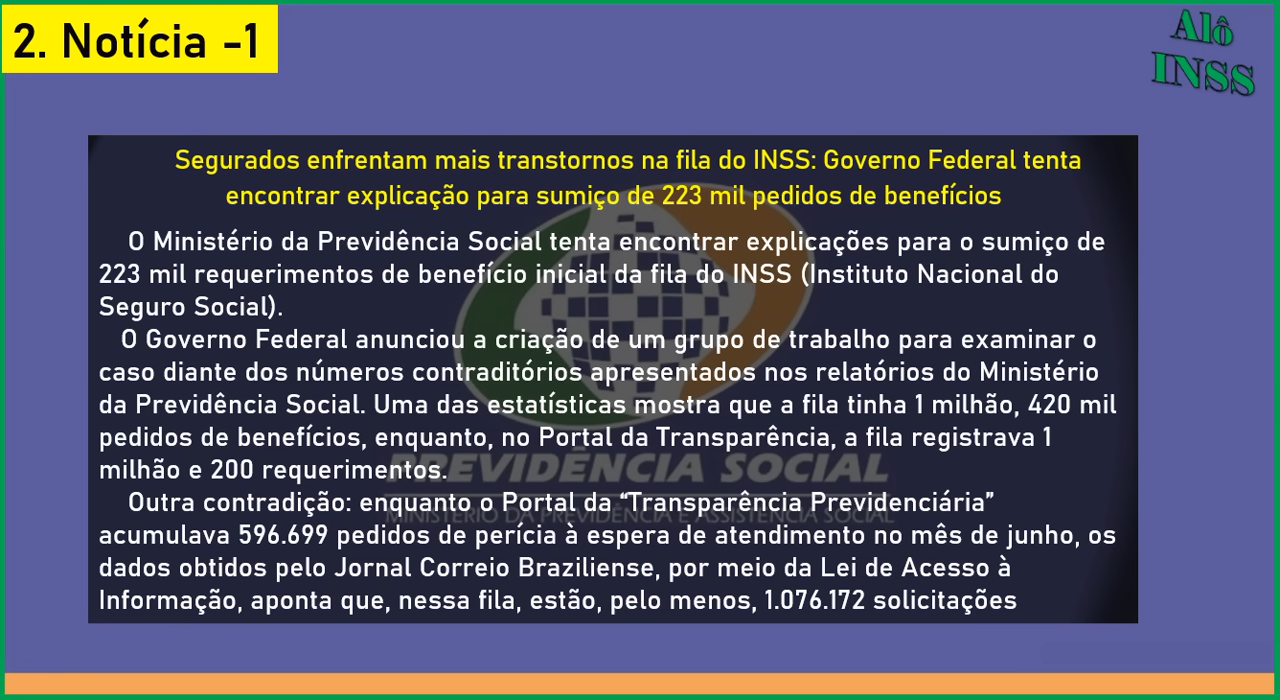 2. Notícia -1
Alô
INSS
Segurados enfrentam mais transtornos na fila do INSS: Governo Federal tenta
encontrar explicação para sumiço de 223 mil pedidos de benefícios
O Ministério da Previdência Social tenta encontrar explicações para o sumiço de
223 mil requerimentos de benefício inicial da fila do INSS (Instituto Nacional do
Seguro Social).
O Governo Federal anunciou a criação de um grupo de trabalho para examinar o
caso diante dos números contraditórios apresentados nos relatórios do Ministério
da Previdência Social. Uma das estatísticas mostra que a fila tinha 1 milhão, 420 mil
pedidos de benefícios, enquanto, no Portal da Transparência, a fila registrava 1
milhão e 200 requerimentos.
Outra contradição: enquanto o Portal da “Transparência Previdenciária”
acumulava 596.699 pedidos de perícia à espera de atendimento no mês de junho, os
dados obtidos pelo Jornal Correio Braziliense, por meio da Lei de Acesso à
Informação, aponta que, nessa fila, estão, pelo menos, 1.076.172 solicitações
PREVIDÊNCIA SOCIAL
MINISTÉRIO DA PREVIDÊNCIA E ASSISTÊNCIA SOCIAL